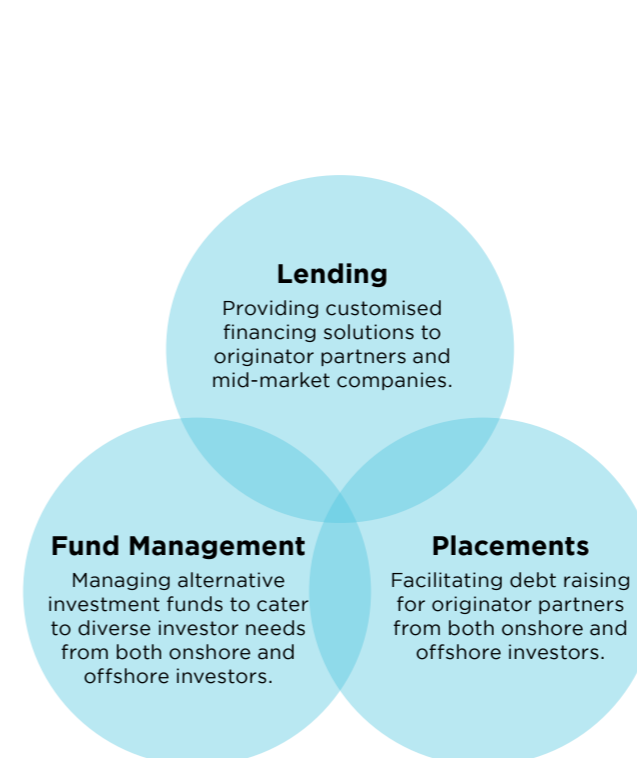 Lending
Providing customised
financing solutions to
originator partners and
mid-market companies.
Fund Management
Managing alternative
investment funds to cater
to diverse investor needs
from both onshore and
offshore investors.
Placements
Facilitating debt raising
for originator partners
from both onshore and
offshore investors.